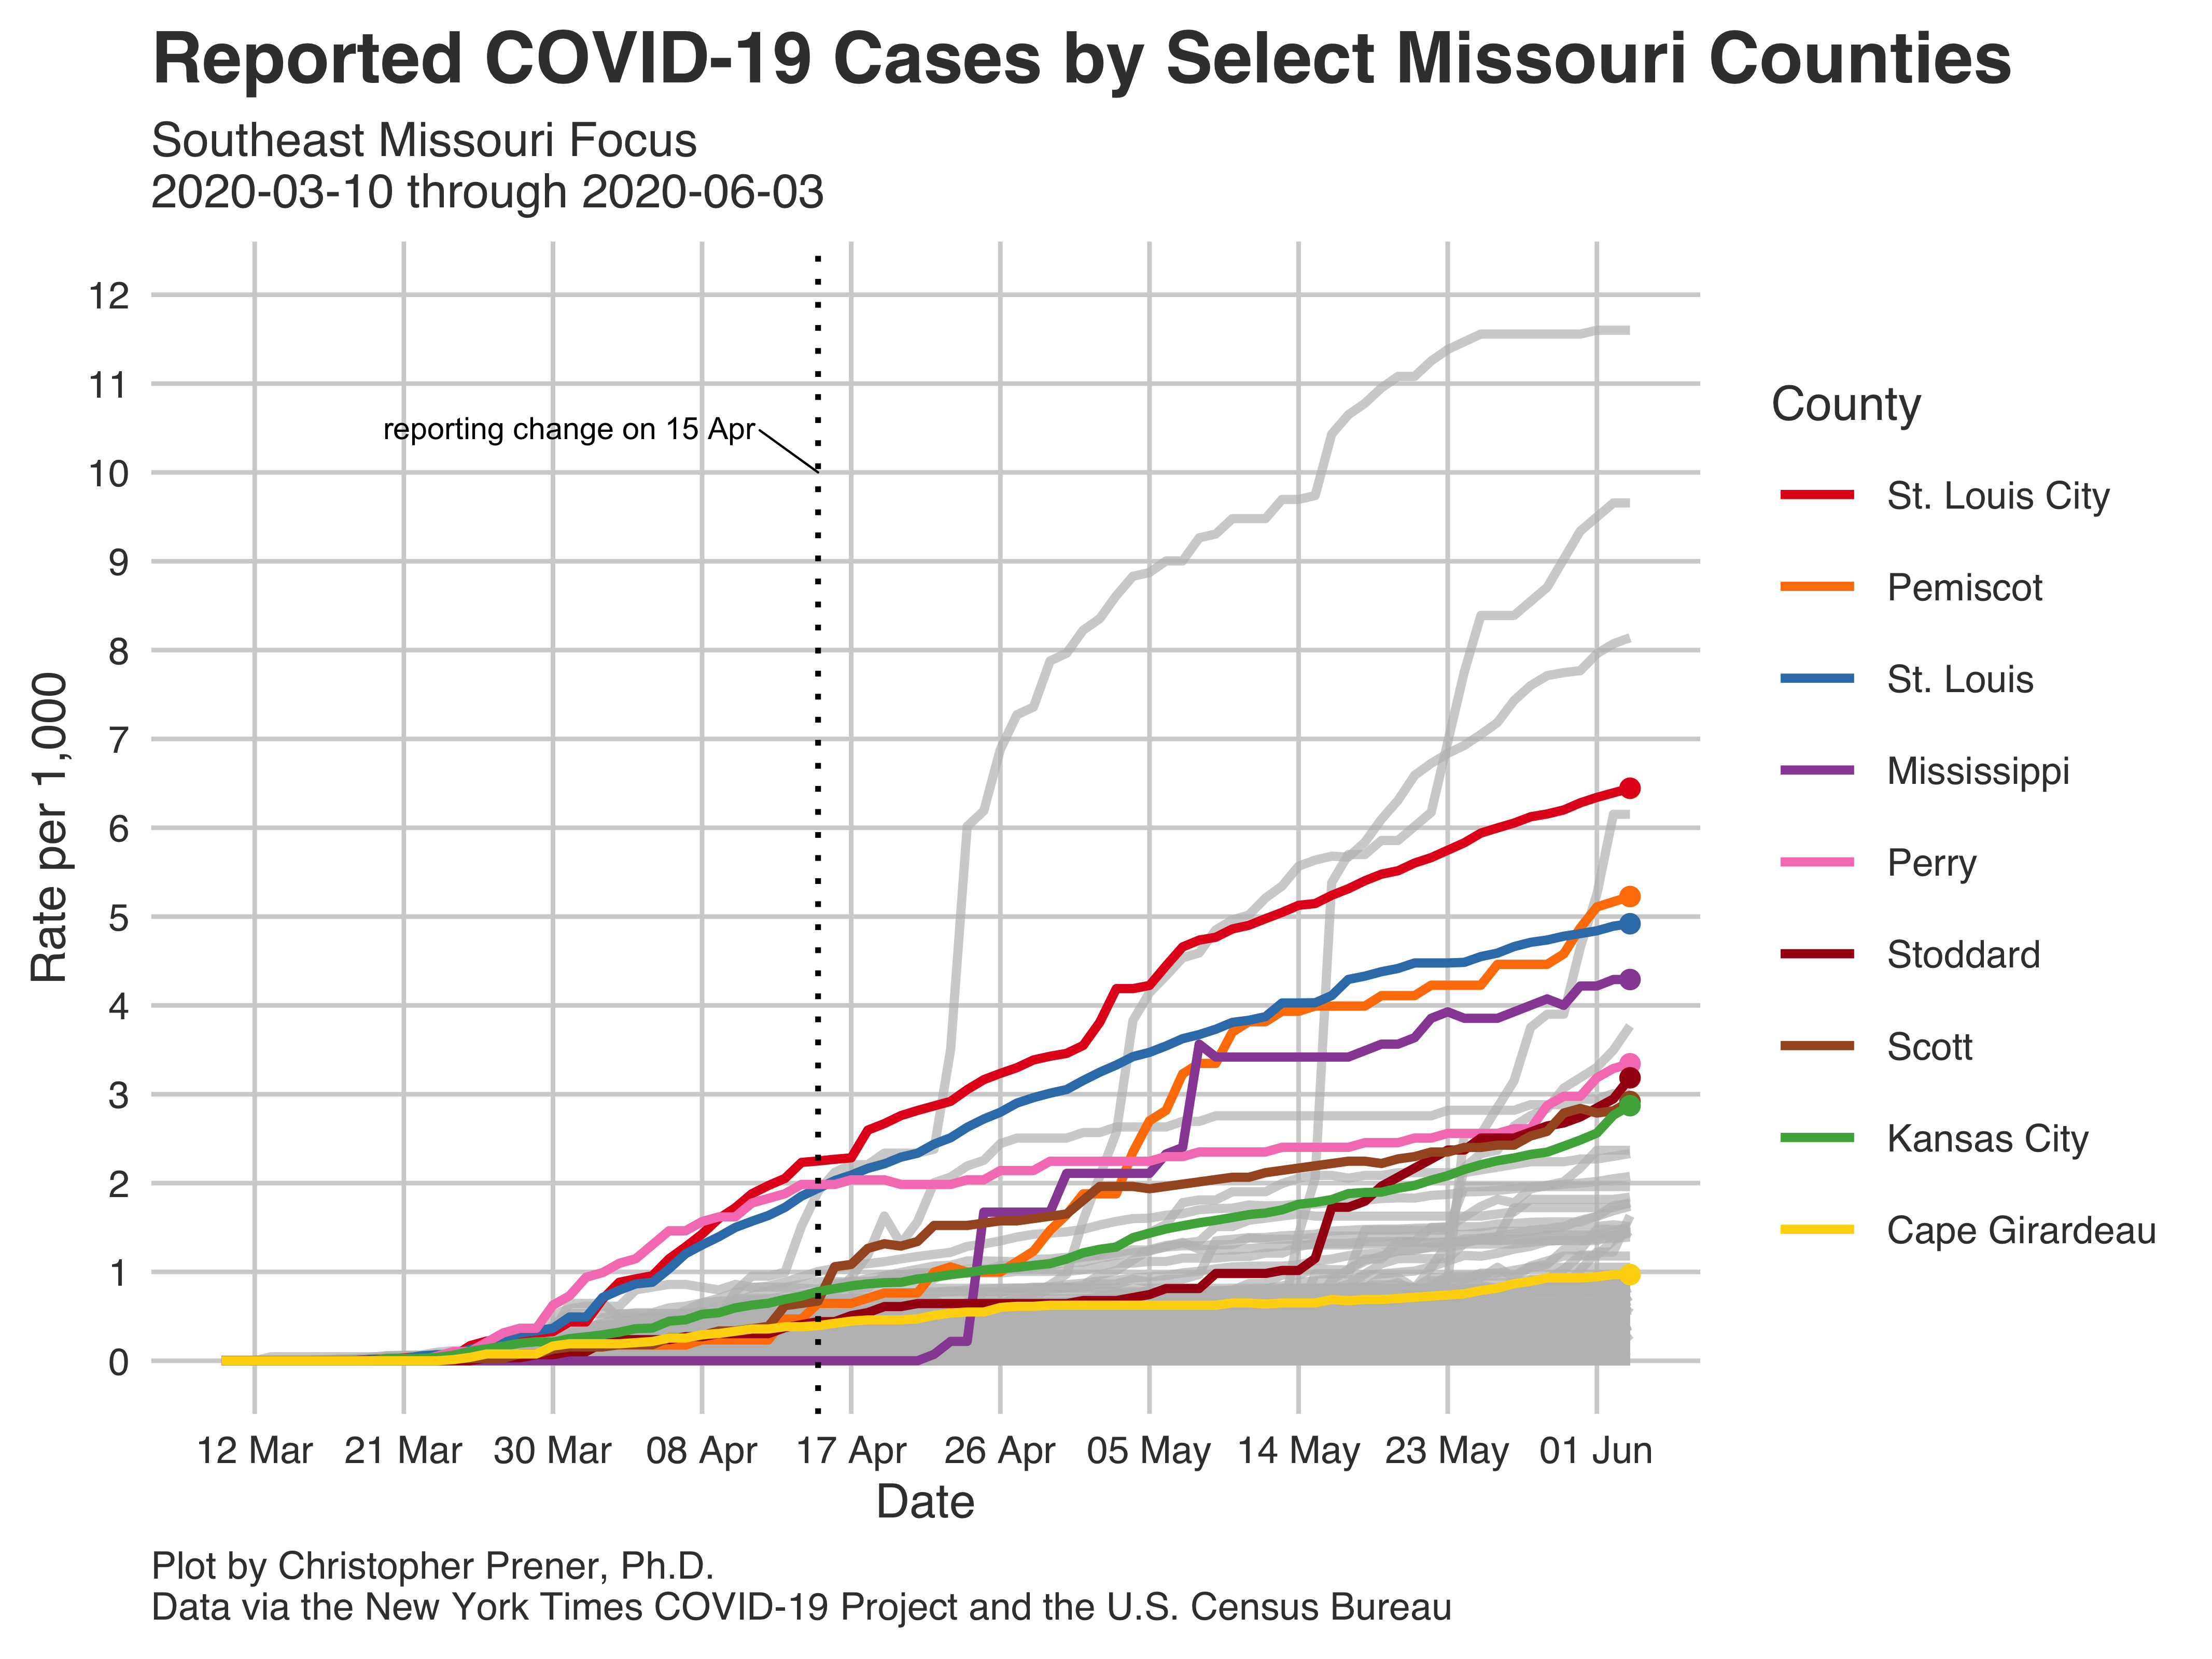 Reported COVID-19 Cases by Select Missouri Counties
Southeast Missouri Focus
2020-03-10 through 2020-06-03
12
11
10
9
8
7
6
5
4
3
2
1
0
Rate per 1,000
reporting change on 15 Apr
12 Mar
21 Mar
30 Mar
08 Apr
17 Apr
26 Apr
05 May
14 May
23 May
01 Jun
Date
County
St. Louis City
Pemiscot
St. Louis
Mississippi
Perry
Stoddard
Scott
Kansas City
Cape Girardeau
Plot by Christopher Prener, Ph.D.
Data via the New York Times COVID-19 Project and the U.S. Census Bureau